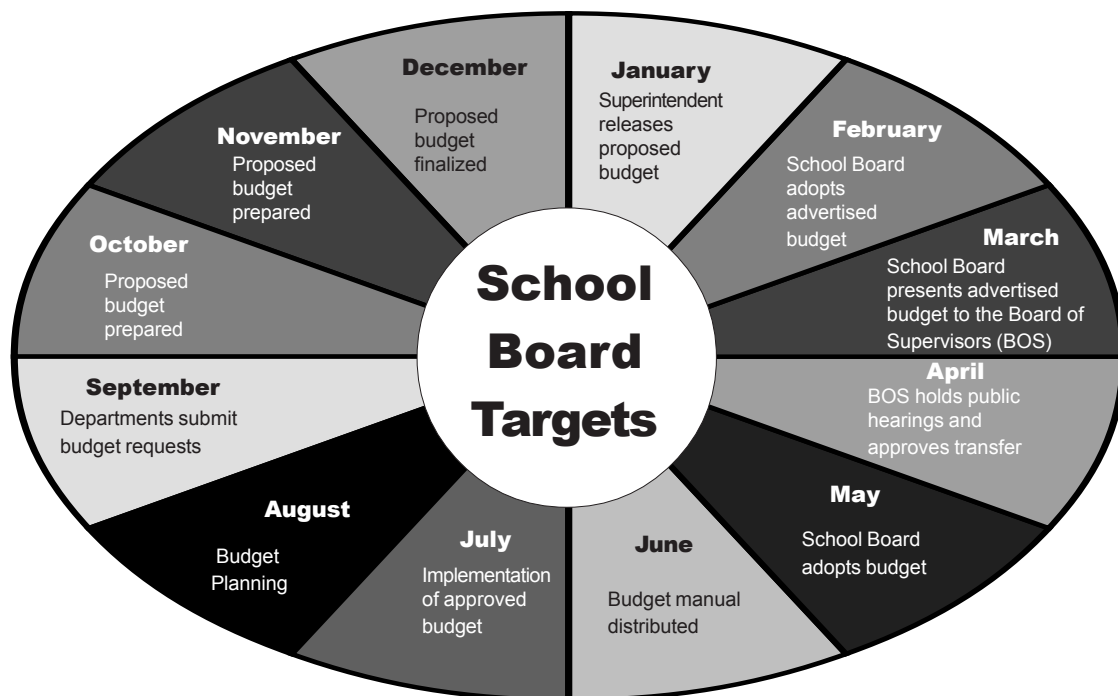 School
Board
Targets
January
Superintendent
releases
proposed
budget
February
School Board
adopts
advertised
budget
March
School Board
presents advertised
budget to the Board of
Supervisors (BOS)
April
BOS holds public
hearings and
approves transfer
May
School Board
adopts budget
June
Budget manual
distributed
July
Implementation
of approved
budget
August
Budget
Planning
September
Departments submit
budget requests
October
Proposed
budget
prepared
November
Proposed
budget
prepared
December
Proposed
budget
finalized